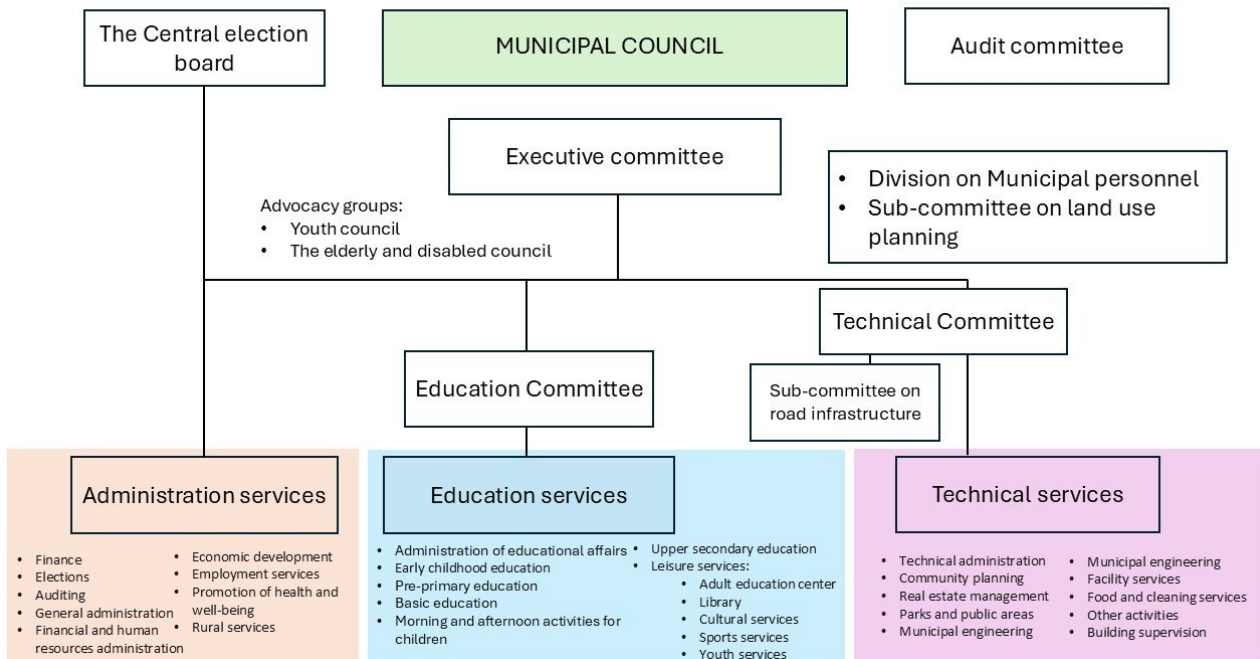 The Central election
board
MUNICIPAL COUNCIL
Audit committee
Executive committee
• Division on Municipal personnel
• Sub-committee on land use
planning
Advocacy groups:
• Youth council
• The elderly and disabled council
Technical Committee
Education Committee
Sub-committee on
road infrastructure
Administration services
• Finance
• Elections
• Auditing
• General administration
• Financial and human
resources administration
• Economic development
• Employment services
• Promotion of health and
well-being
• Rural services
Education services
• Administration of educational affairs
• Early childhood education
• Pre-primary education
• Basic education
• Morning and afternoon activities for
children
• Upper secondary education
• Leisure services:
• Adult education center
• Library
• Cultural services
• Sports services
• Youth services
Technical services
• Technical administration
• Community planning
• Real estate management
• Parks and public areas
• Municipal engineering
• Municipal engineering
• Facility services
• Food and cleaning services
• Other activities
• Building supervision